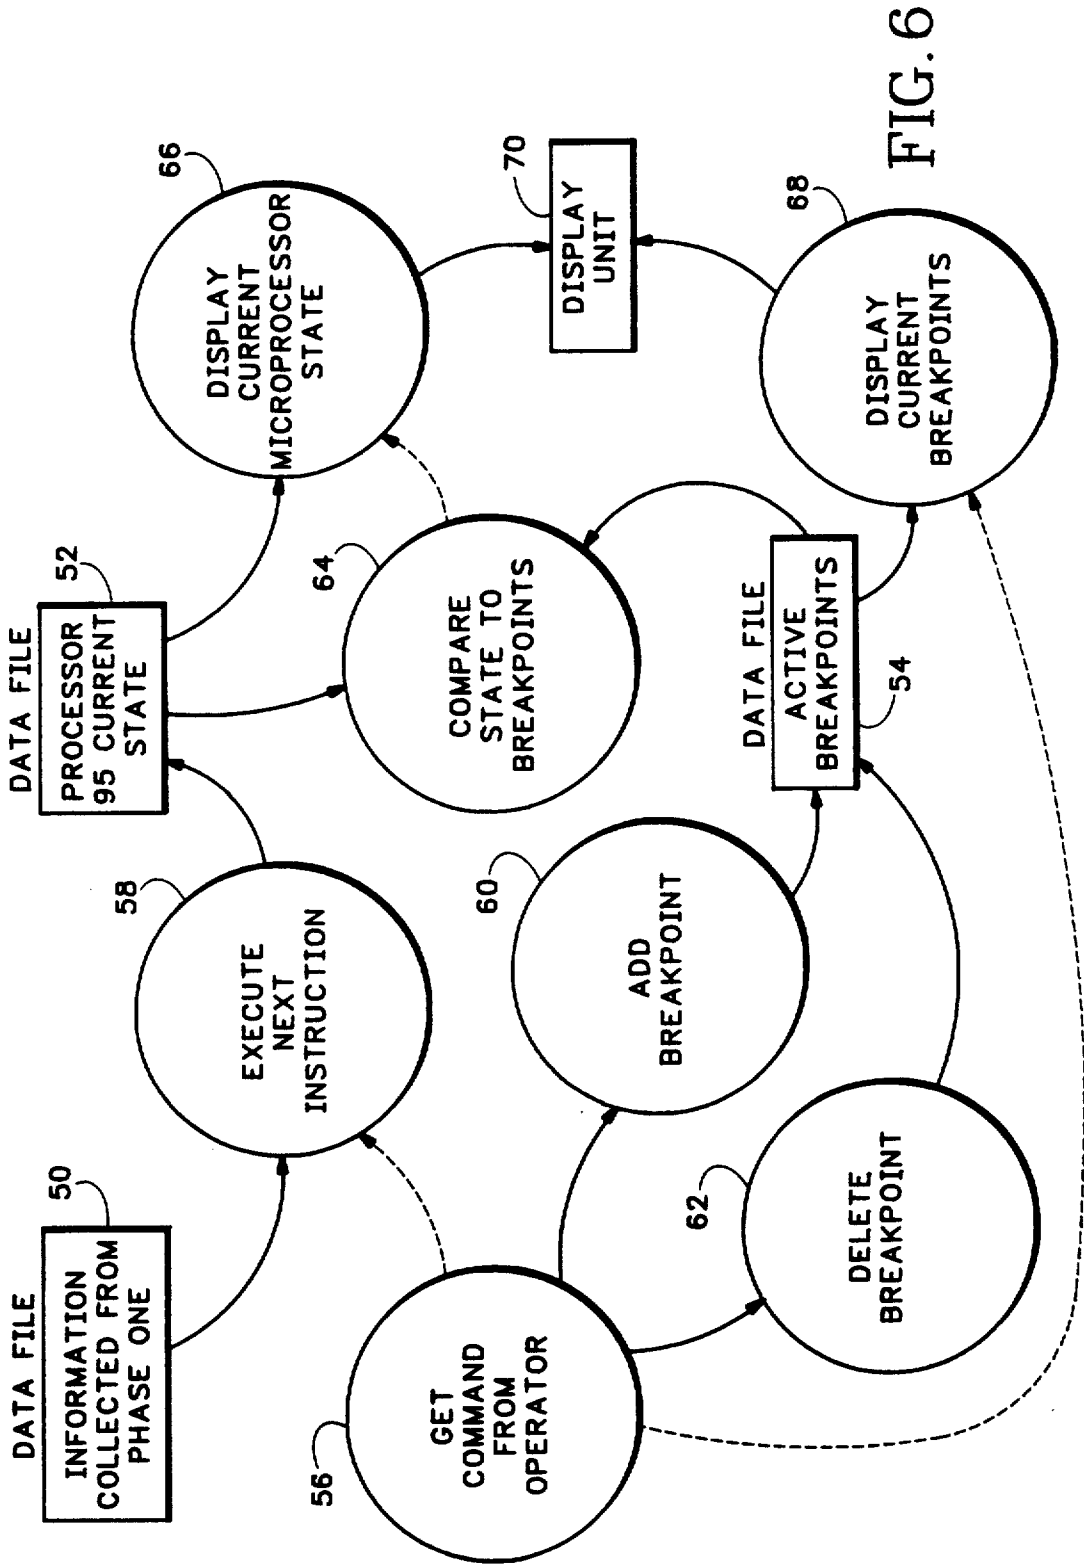 DATA FILE
INFORMATION
COLLECTED FROM
PHASE ONE
50
DATA FILE
PROCESSOR
95 CURRENT
STATE
52
58
EXECUTE
NEXT
INSTRUCTION
66
DISPLAY
CURRENT
MICROPROCESSOR
STATE
56
GET
COMMAND
FROM
OPERATOR
64
COMPARE
STATE TO
BREAKPOINTS
60
ADD
BREAKPOINT
70
DISPLAY
UNIT
62
DELETE
BREAKPOINT
DATA FILE
ACTIVE
BREAKPOINTS
54
68
DISPLAY
CURRENT
BREAKPOINTS
FIG. 6